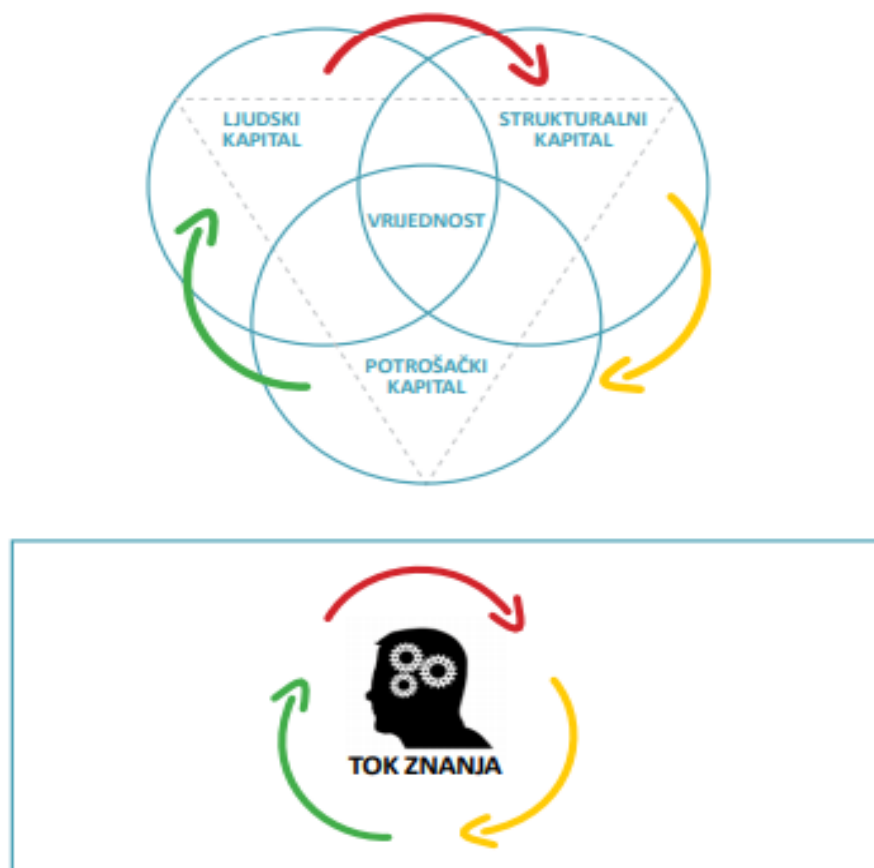 LJUDSKI
KAPITAL
STRUKTURALNI
KAPITAL
VRIJEDNOST
POTROŠAČKI
KAPITAL
TOK ZNANJA